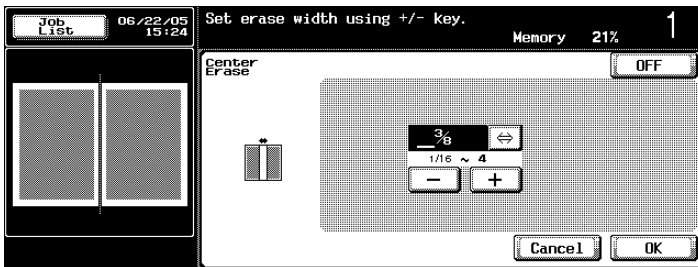 Job
List
06/22/05
15:24
Set erase width using +/- key.
Memory 21%
1
Center
Erase
OFF
3/8
1/16 ~ 4
− +
Cancel
OK